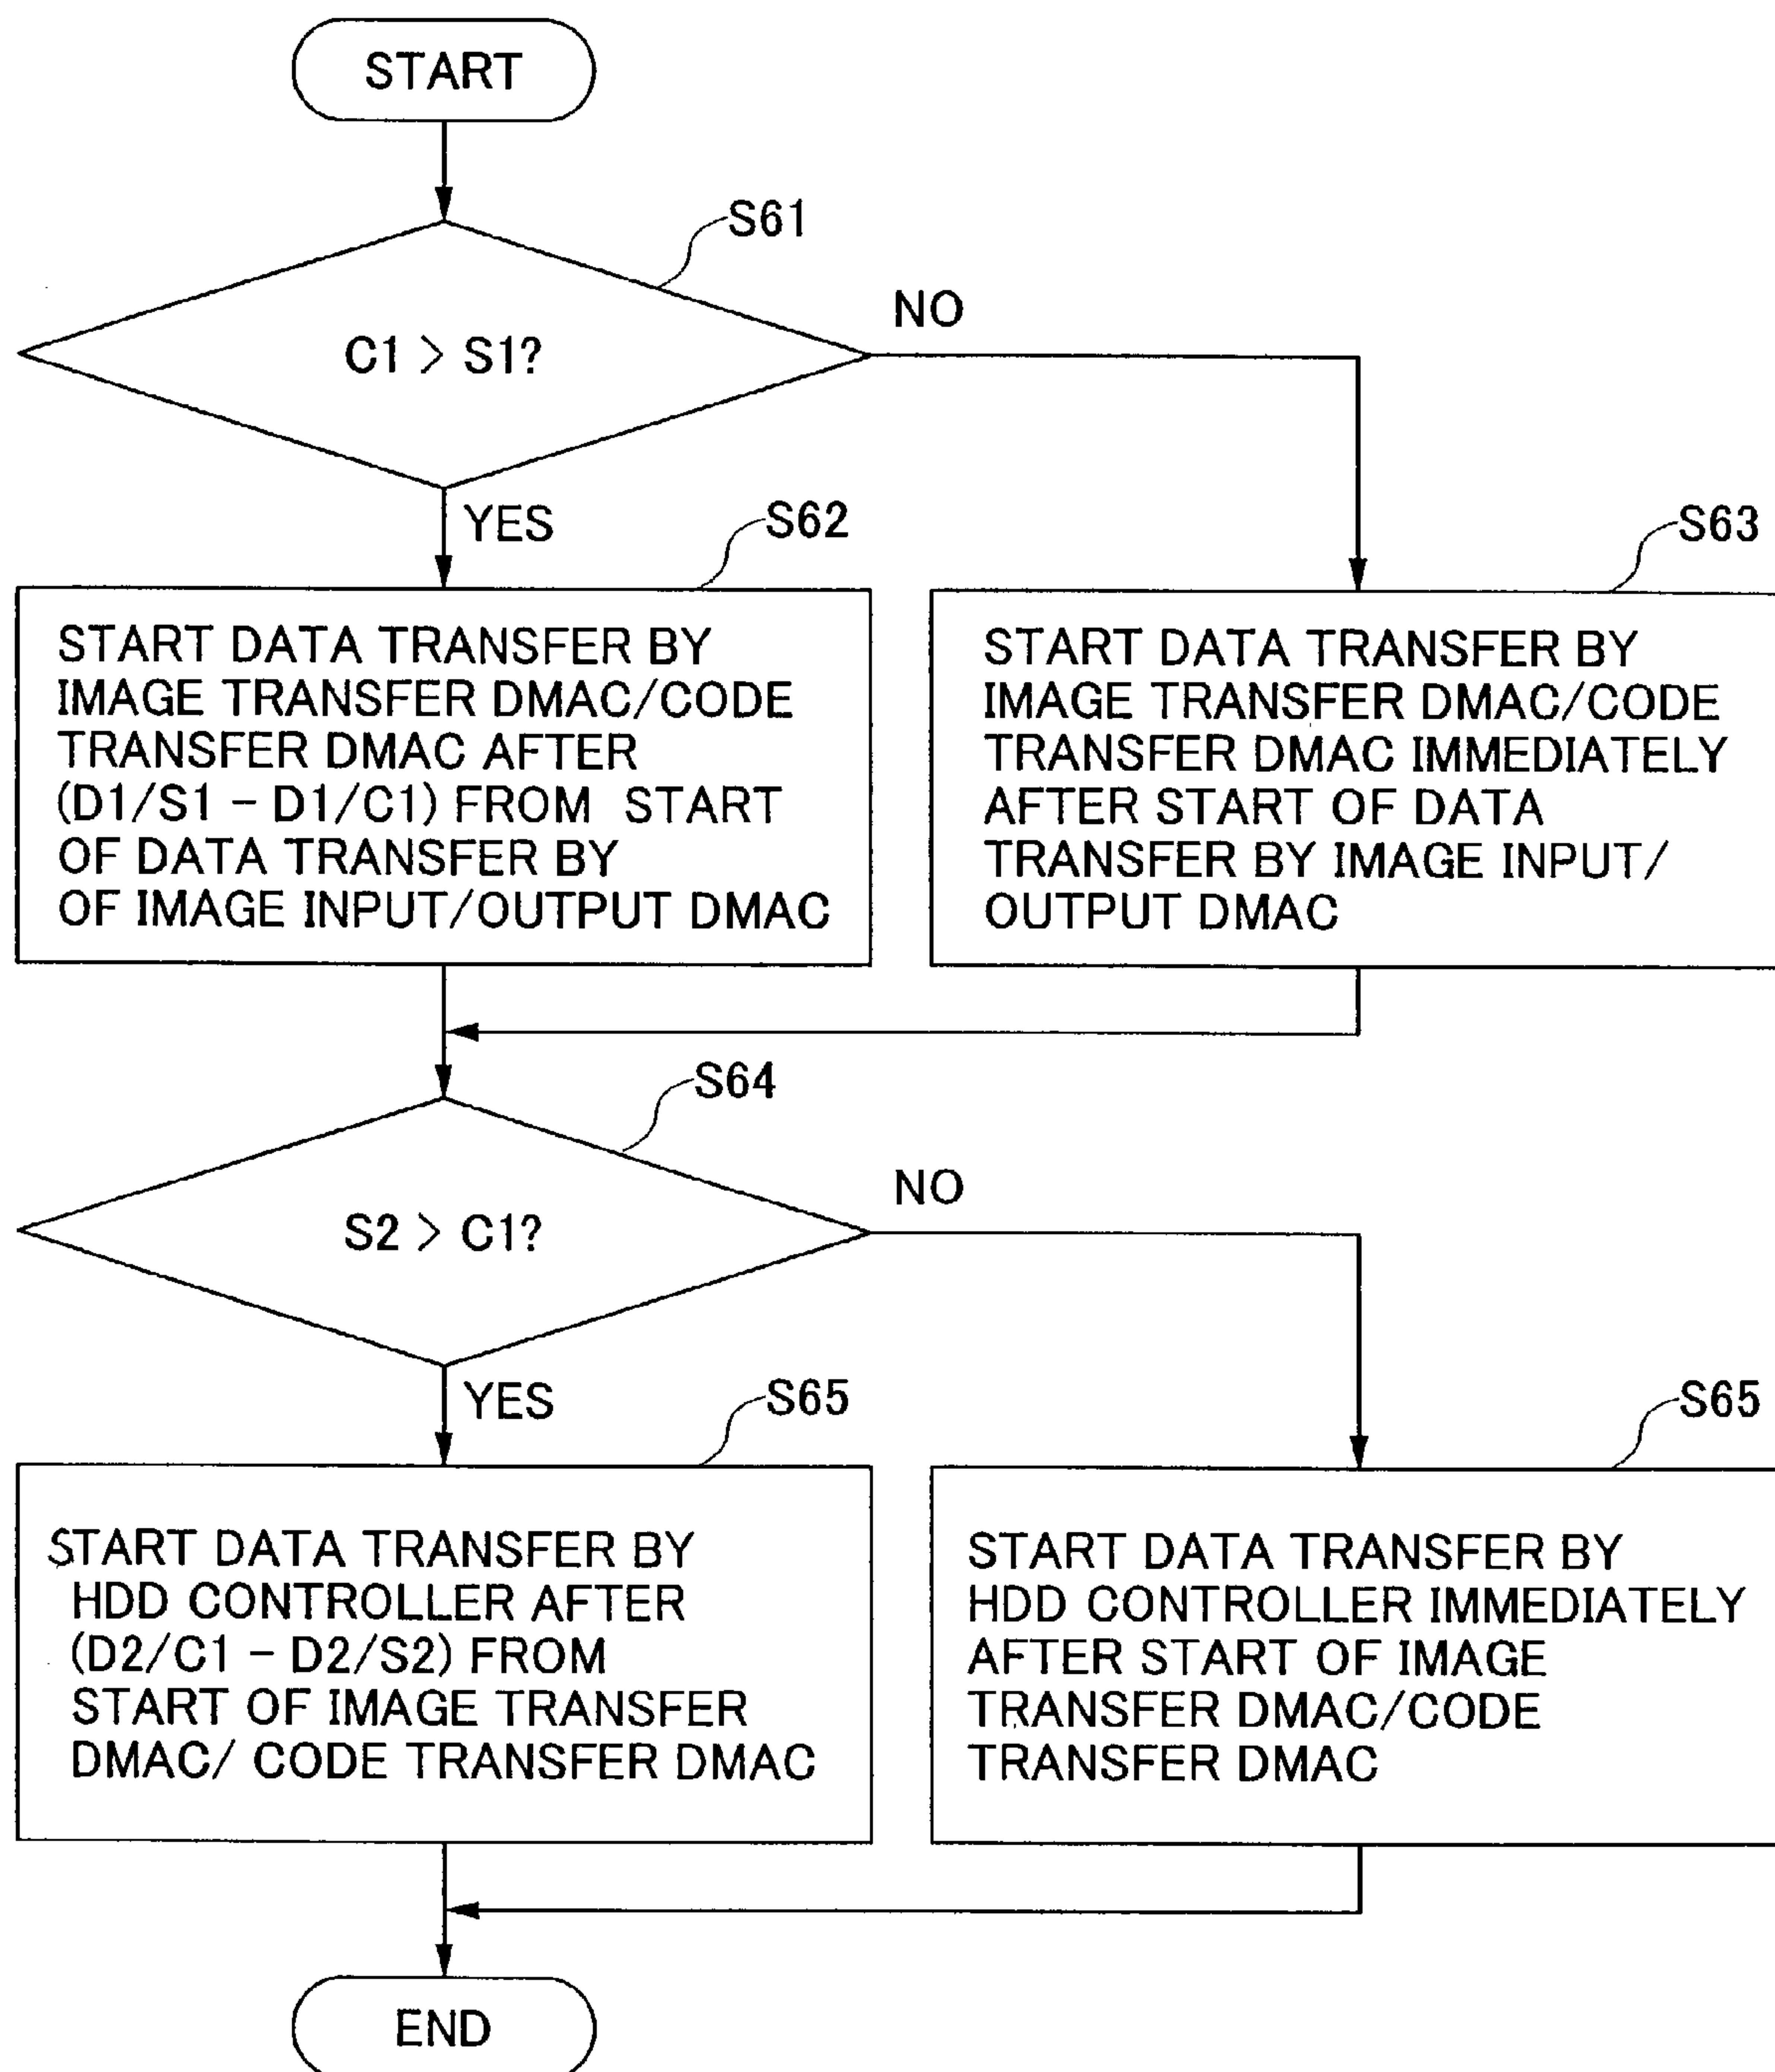 START
S61
C1 > S1?
NO
YES
S62
S63
START DATA TRANSFER BY
IMAGE TRANSFER DMAC/CODE
TRANSFER DMAC AFTER
(D1/S1 – D1/C1) FROM START
OF DATA TRANSFER BY
OF IMAGE INPUT/OUTPUT DMAC
START DATA TRANSFER BY
IMAGE TRANSFER DMAC/CODE
TRANSFER DMAC IMMEDIATELY
AFTER START OF DATA
TRANSFER BY IMAGE INPUT/
OUTPUT DMAC
S64
S2 > C1?
NO
YES
S65
S65
START DATA TRANSFER BY
HDD CONTROLLER AFTER
(D2/C1 – D2/S2) FROM
START OF IMAGE TRANSFER
DMAC/ CODE TRANSFER DMAC
START DATA TRANSFER BY
HDD CONTROLLER IMMEDIATELY
AFTER START OF IMAGE
TRANSFER DMAC/CODE
TRANSFER DMAC
END